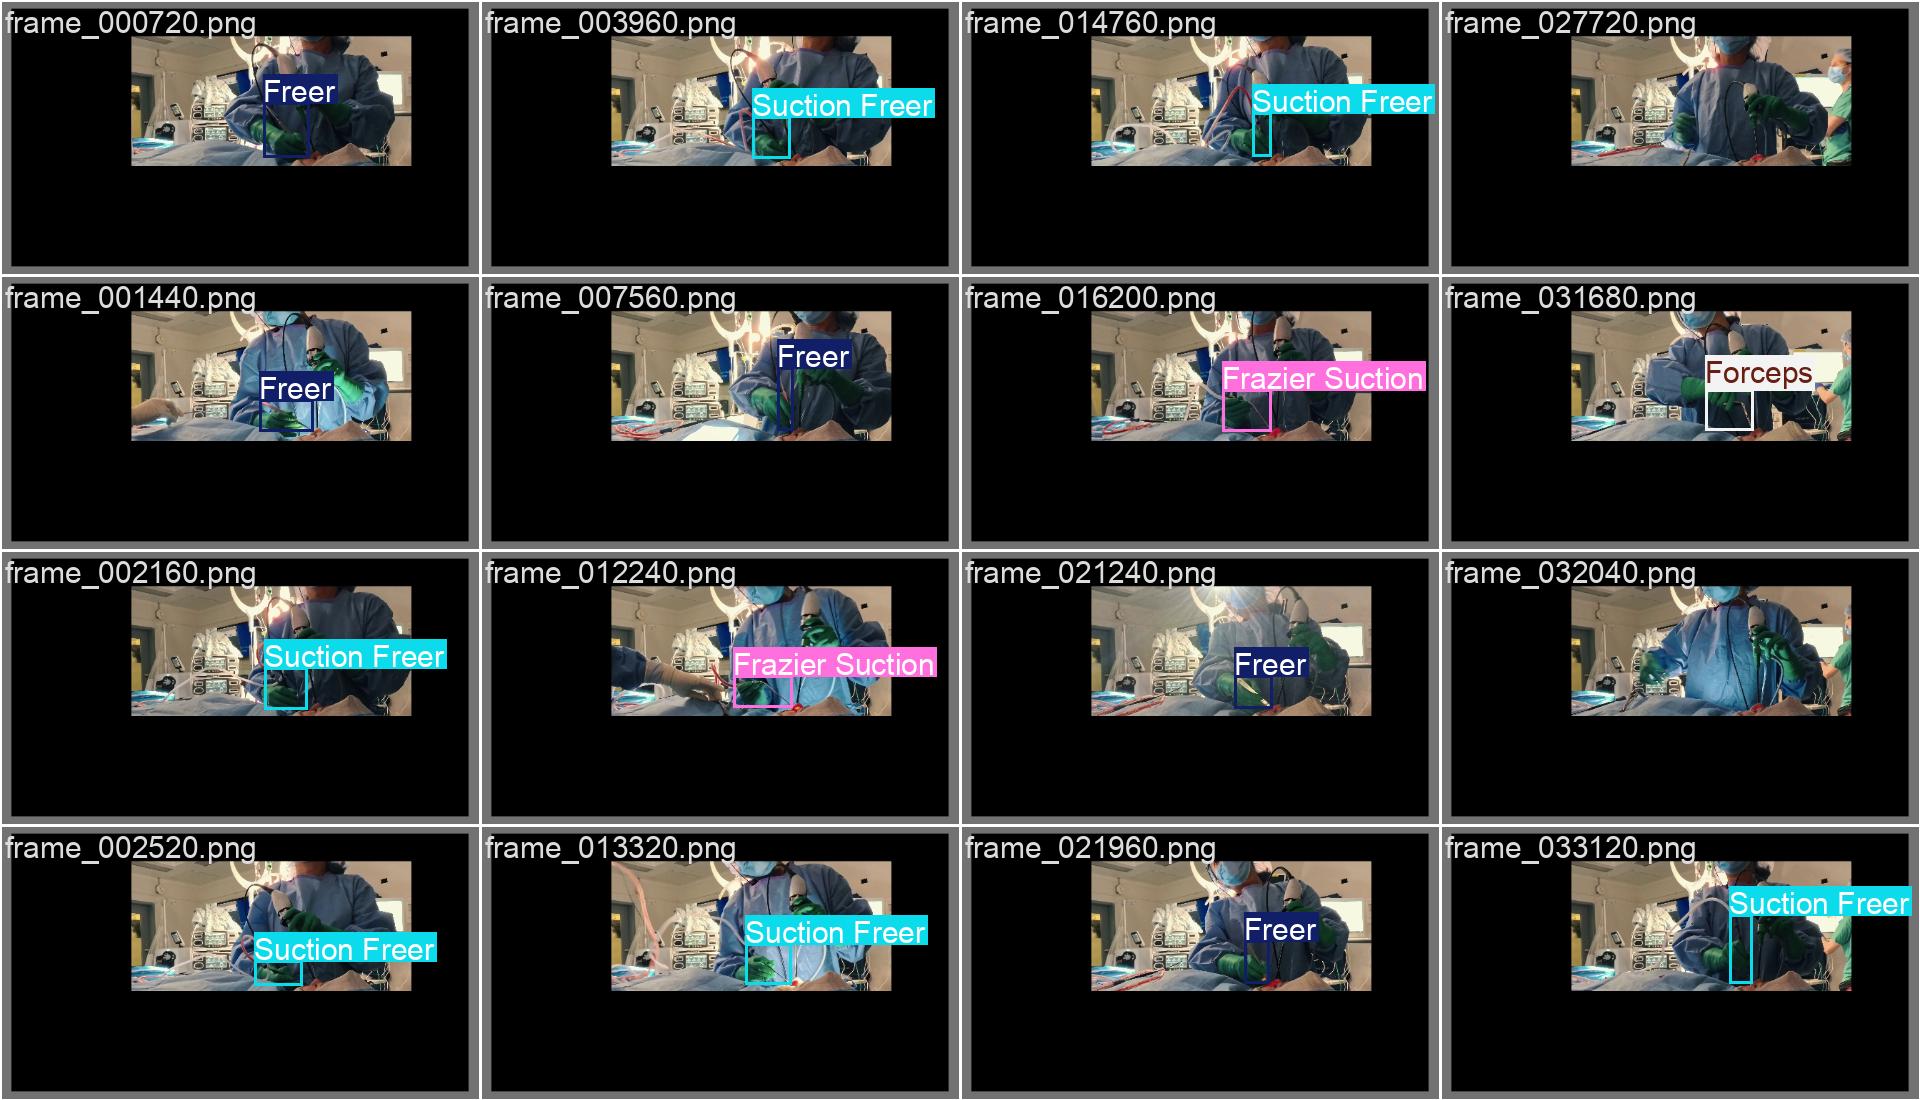 frame_000720.png
Freer
frame_003960.png
Suction Freer
frame_014760.png
Suction Freer
frame_027720.png
frame_001440.png
Freer
frame_007560.png
Freer
frame_016200.png
Frazier Suction
frame_031680.png
Forceps
frame_002160.png
Suction Freer
frame_012240.png
Frazier Suction
frame_021240.png
Freer
frame_032040.png
frame_002520.png
Suction Freer
frame_013320.png
Suction Freer
frame_021960.png
Freer
frame_033120.png
Suction Freer